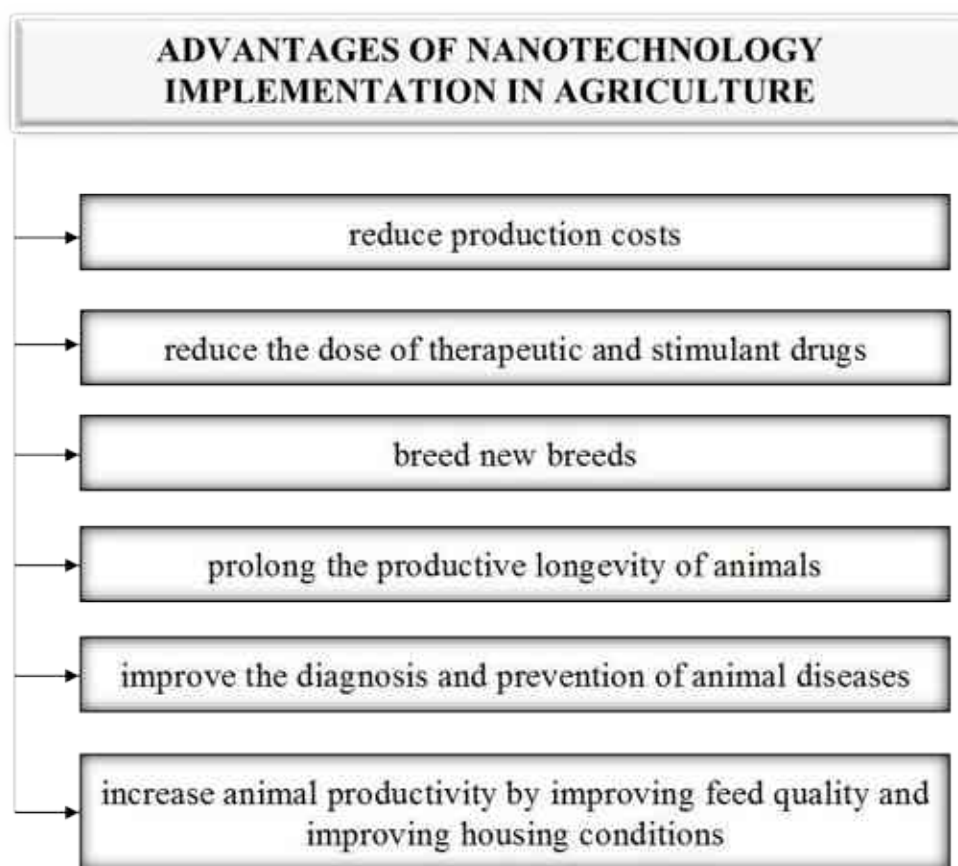 ADVANTAGES OF NANOTECHNOLOGY
IMPLEMENTATION IN AGRICULTURE
reduce production costs
reduce the dose of therapeutic and stimulant drugs
breed new breeds
prolong the productive longevity of animals
improve the diagnosis and prevention of animal diseases
increase animal productivity by improving feed quality and
improving housing conditions